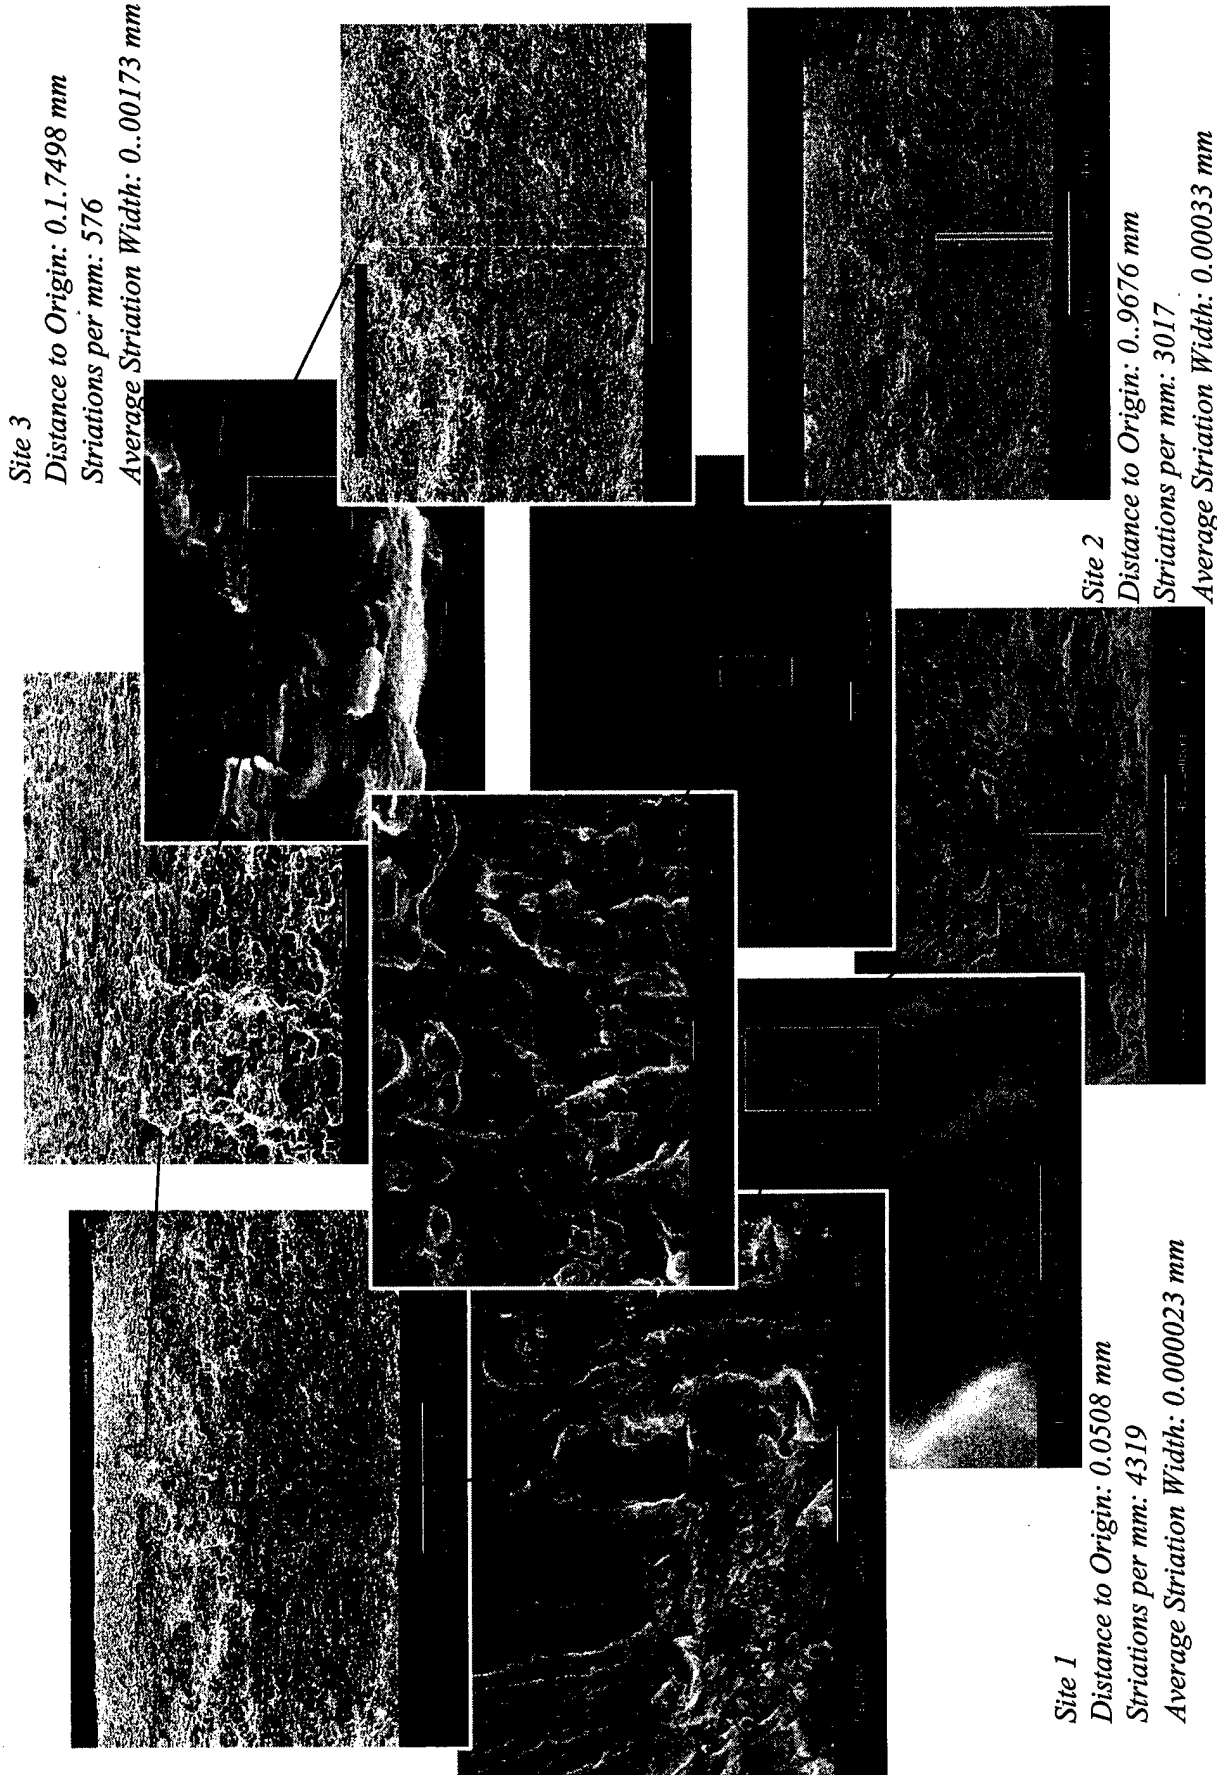 Site 3
Distance to Origin: 0.1.7498 mm
Striations per mm: 576
Average Striation Width: 0..00173 mm
Site 2
Distance to Origin: 0..9676 mm
Striations per mm: 3017
Average Striation Width: 0.00033 mm
Site 1
Distance to Origin: 0.0508 mm
Striations per mm: 4319
Average Striation Width: 0.000023 mm